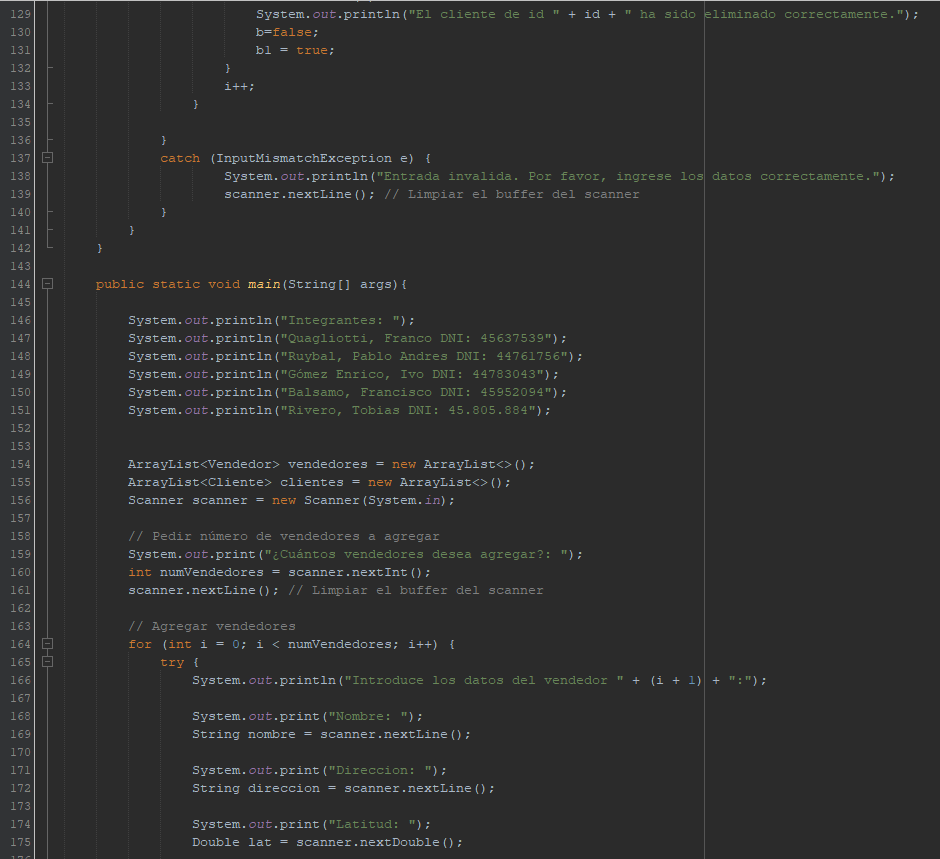 129 System.out.println("El cliente de id " + id + " ha sido eliminado correctamente.");
130 b=false;
131 bl = true;
132 }
133 i++;
134 }
135
136 }
137 catch (InputMismatchException e) {
138 System.out.println("Entrada invalida. Por favor, ingrese los datos correctamente.");
139 scanner.nextLine(); // Limpiar el buffer del scanner
140 }
141 }
142 }
143
144 public static void main(String[] args){
145
146 System.out.println("Integrantes: ");
147 System.out.println("Quagliotti, Franco DNI: 45637539");
148 System.out.println("Ruybal, Pablo Andres DNI: 44761756");
149 System.out.println("Gómez Enrico, Ivo DNI: 44783043");
150 System.out.println("Balsamo, Francisco DNI: 45952094");
151 System.out.println("Rivero, Tobias DNI: 45.805.884");
152
153
154 ArrayList<Vendedor> vendedores = new ArrayList<>();
155 ArrayList<Cliente> clientes = new ArrayList<>();
156 Scanner scanner = new Scanner(System.in);
157
158 // Pedir número de vendedores a agregar
159 System.out.print("¿Cuántos vendedores desea agregar?: ");
160 int numVendedores = scanner.nextInt();
161 scanner.nextLine(); // Limpiar el buffer del scanner
162
163 // Agregar vendedores
164 for (int i = 0; i < numVendedores; i++) {
165 try {
166 System.out.println("Introduce los datos del vendedor " + (i + 1) + ":");
167
168 System.out.print("Nombre: ");
169 String nombre = scanner.nextLine();
170
171 System.out.print("Direccion: ");
172 String direccion = scanner.nextLine();
173
174 System.out.print("Latitud: ");
175 Double lat = scanner.nextDouble();